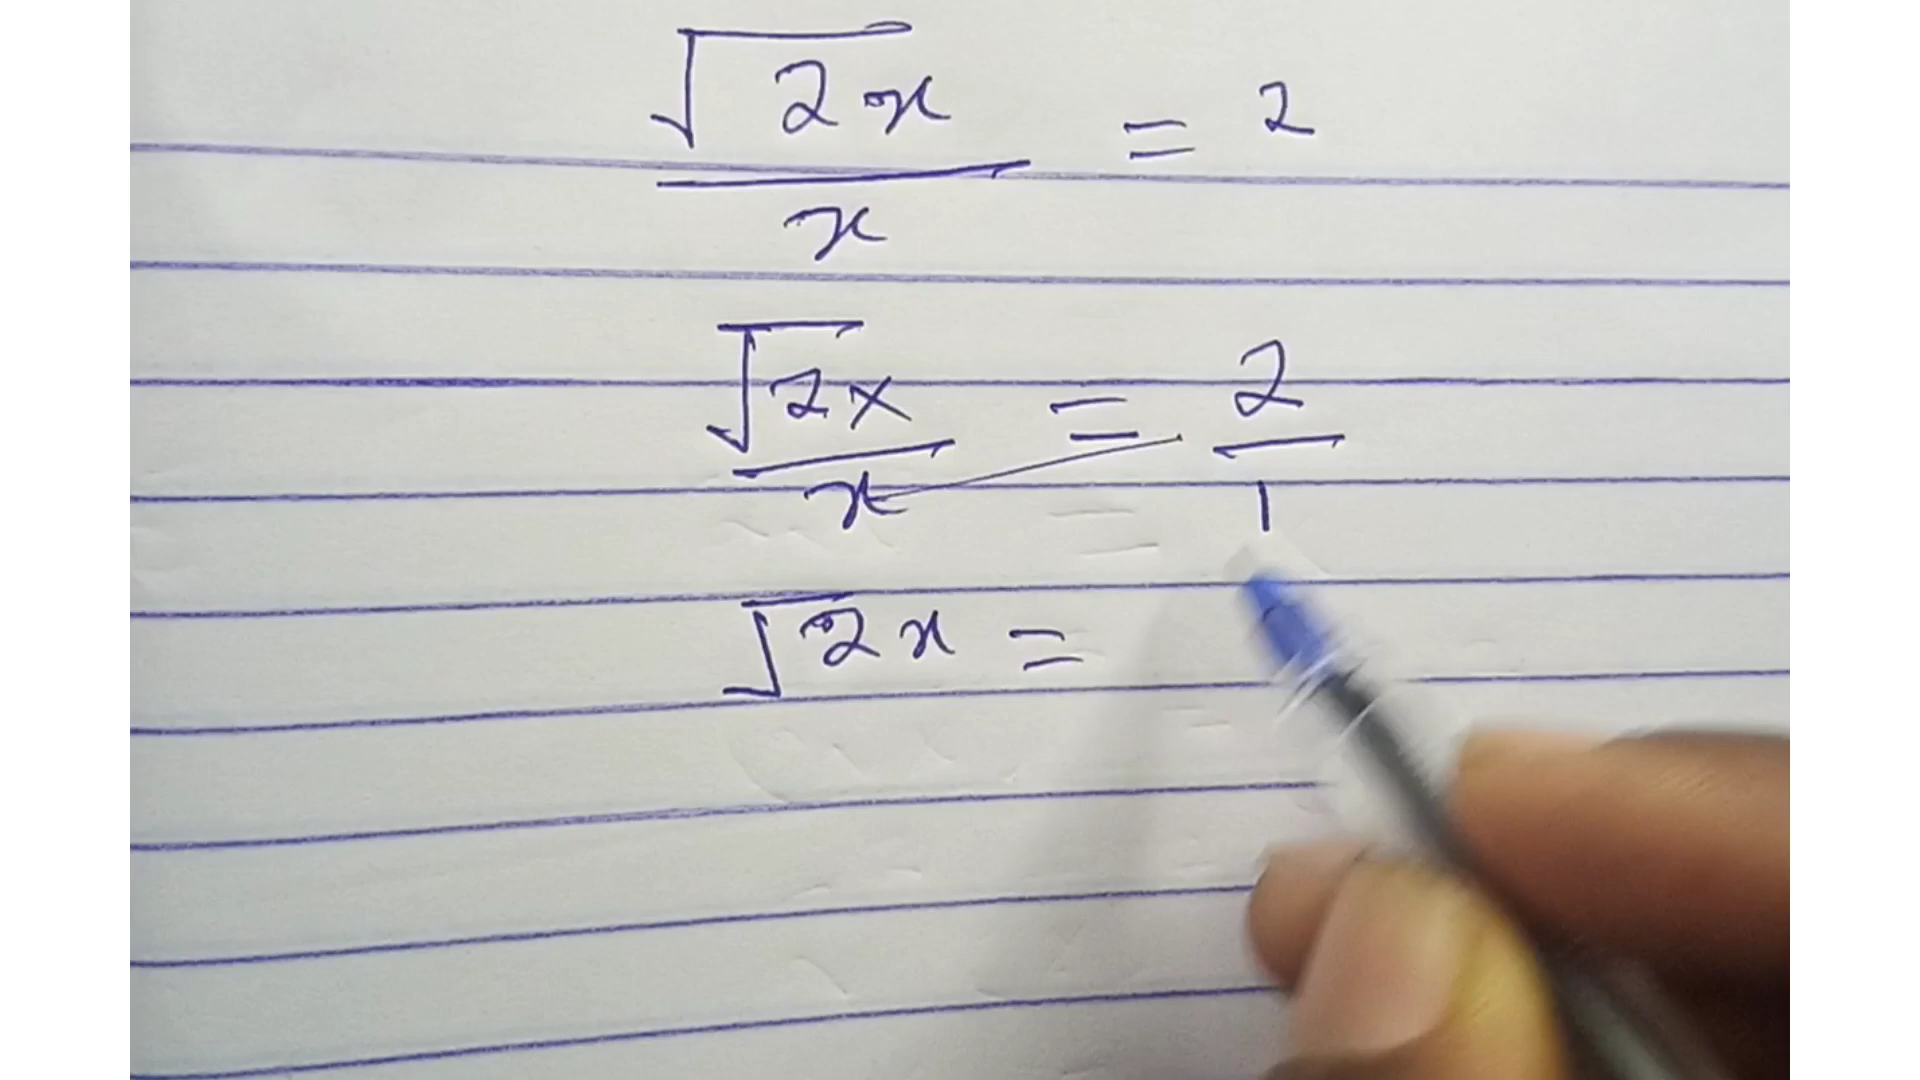 √2x / x = 2
√2x / x = 2 / 1
√2x =